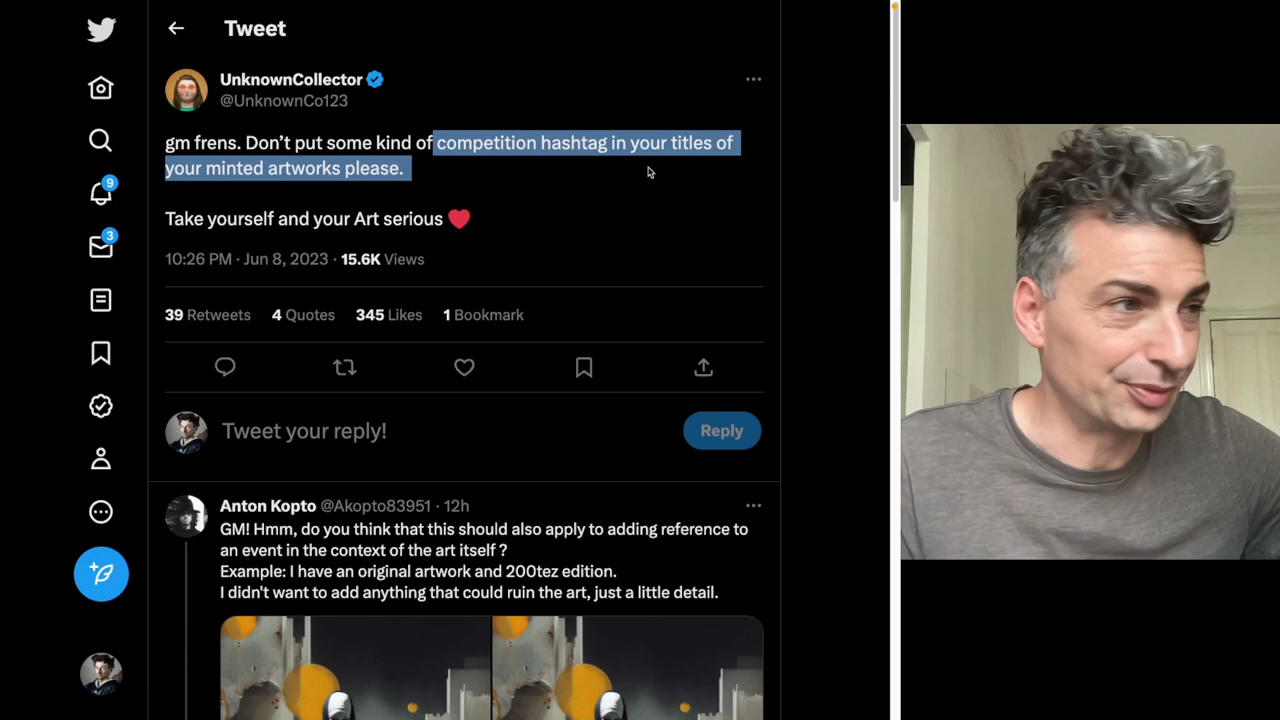 Tweet
UnknownCollector
@UnknownCo123
gm frens. Don’t put some kind of competition hashtag in your titles of
your minted artworks please.
Take yourself and your Art serious ❤️
10:26 PM · Jun 8, 2023 · 15.6K Views
39 Retweets 4 Quotes 345 Likes 1 Bookmark
9
3
Tweet your reply!
Reply
Anton Kopto @Akopto83951 · 12h
GM! Hmm, do you think that this should also apply to adding reference to
an event in the context of the art itself ?
Example: I have an original artwork and 200tez edition.
I didn't want to add anything that could ruin the art, just a little detail.